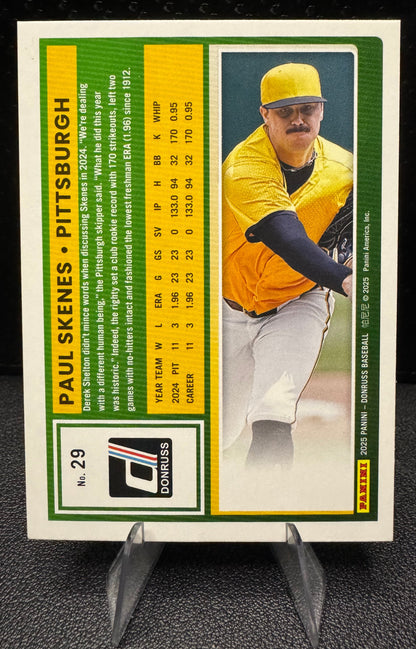 No. 29
DONRUSS
PAUL SKENES • PITTSBURGH
Derek Shelton didn't mince words when discussing Skenes in 2024. "We're dealing
with a different human being," the Pittsburgh skipper said. "What he did this year
was historic." Indeed, the righty set a club rookie record with 170 strikeouts, left two
games with no-hitters intact and fashioned the lowest freshman ERA (1.96) since 1912.
YEAR TEAM W L ERA G GS SV IP H BB K WHIP
2024 PIT 11 3 1.96 23 23 0 133.0 94 32 170 0.95
CAREER 11 3 1.96 23 23 0 133.0 94 32 170 0.95
PANINI
2025 PANINI – DONRUSS BASEBALL 帕尼尼 © 2025 Panini America, Inc.